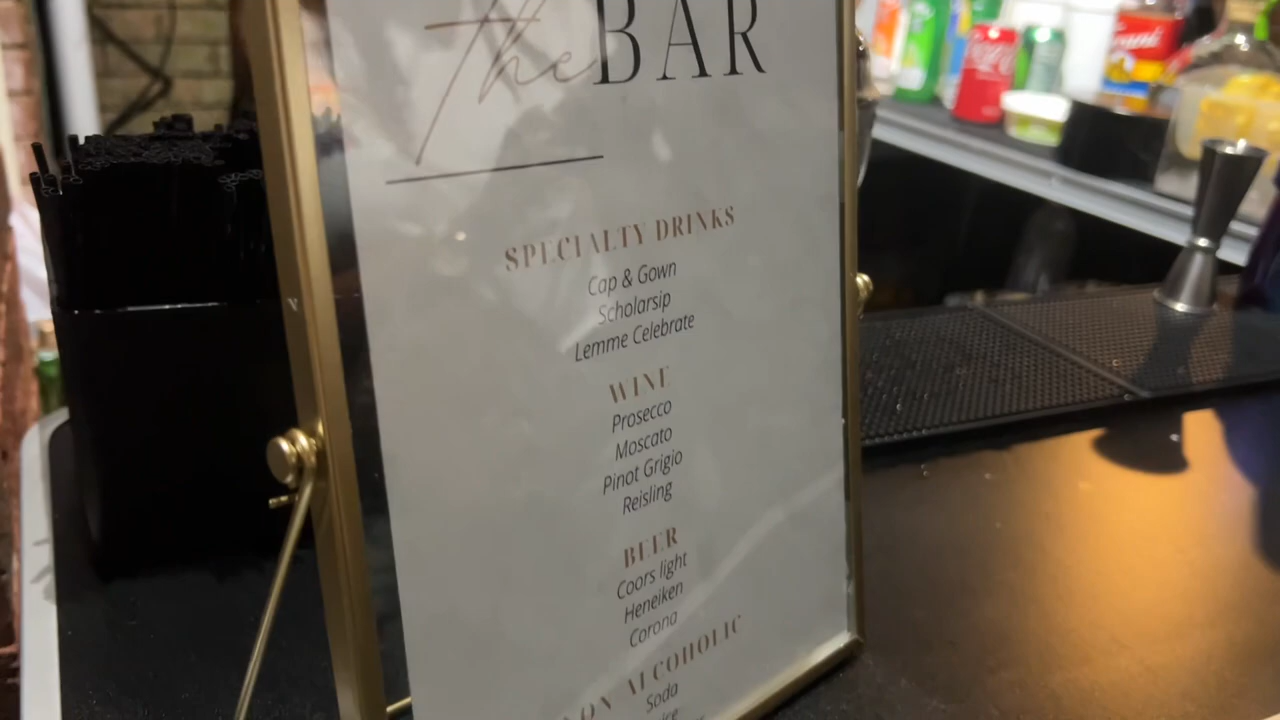 the BAR
SPECIALTY DRINKS
Cap & Gown
Scholarsip
Lemme Celebrate
WINE
Prosecco
Moscato
Pinot Grigio
Reisling
BEER
Coors light
Heneiken
Corona
NON ALCOHOLIC
Soda